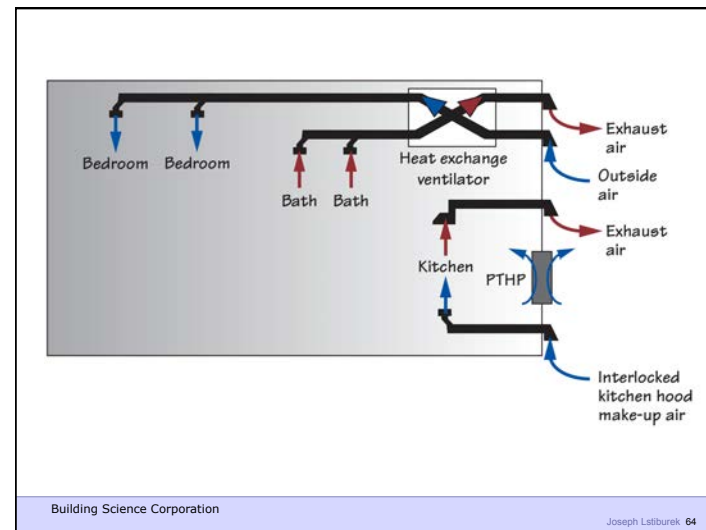 Bedroom
Bedroom
Bath
Bath
Heat exchange
ventilator
Exhaust
air
Outside
air
Exhaust
air
Kitchen
PTHP
Interlocked
kitchen hood
make-up air
Building Science Corporation
Joseph Lstiburek 64